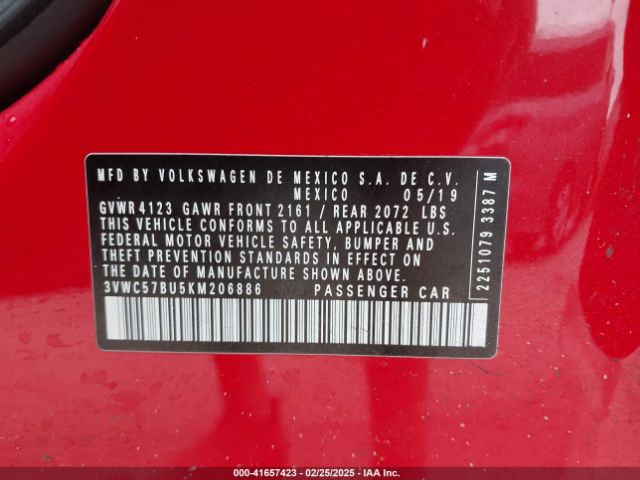 MFD BY VOLKSWAGEN DE MEXICO S.A. DE C.V.
MEXICO 05/19
GVWR 4123 GAWR FRONT 2161 / REAR 2072 LBS
THIS VEHICLE CONFORMS TO ALL APPLICABLE U.S.
FEDERAL MOTOR VEHICLE SAFETY, BUMPER AND
THEFT PREVENTION STANDARDS IN EFFECT ON
THE DATE OF MANUFACTURE SHOWN ABOVE.
3VWC57BU5KM206886 PASSENGER CAR
2251079 3387 M
000-41657423 - 02/25/2025 - IAA Inc.